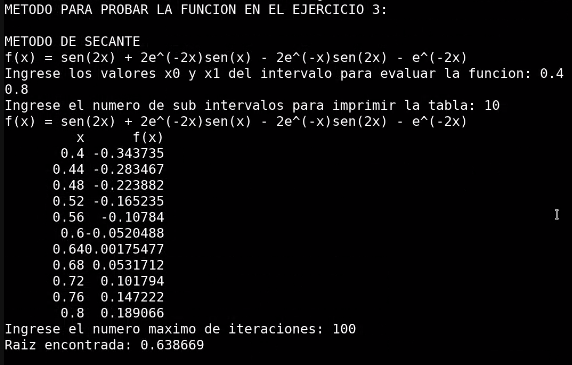 METODO PARA PROBAR LA FUNCION EN EL EJERCICIO 3:
METODO DE SECANTE
f(x) = sen(2x) + 2e^(-2x)sen(x) - 2e^(-x)sen(2x) - e^(-2x)
Ingrese los valores x0 y x1 del intervalo para evaluar la funcion: 0.4
0.8
Ingrese el numero de sub intervalos para imprimir la tabla: 10
f(x) = sen(2x) + 2e^(-2x)sen(x) - 2e^(-x)sen(2x) - e^(-2x)
x f(x)
0.4 -0.343735
0.44 -0.283467
0.48 -0.223882
0.52 -0.165235
0.56 -0.10784
0.6-0.0520488
0.640.00175477
0.68 0.0531712
0.72 0.101794
0.76 0.147222
0.8 0.189066
Ingrese el numero maximo de iteraciones: 100
Raiz encontrada: 0.638669